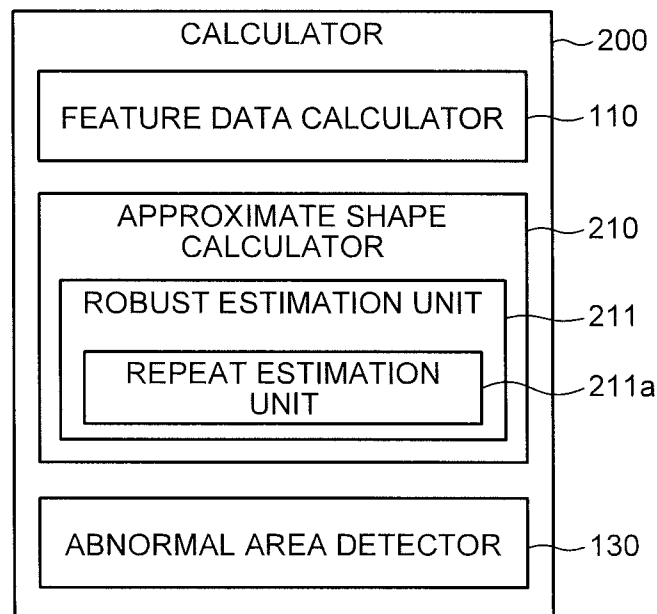 CALCULATOR
200
FEATURE DATA CALCULATOR
110
APPROXIMATE SHAPE
CALCULATOR
210
ROBUST ESTIMATION UNIT
211
REPEAT ESTIMATION
UNIT
211a
ABNORMAL AREA DETECTOR
130